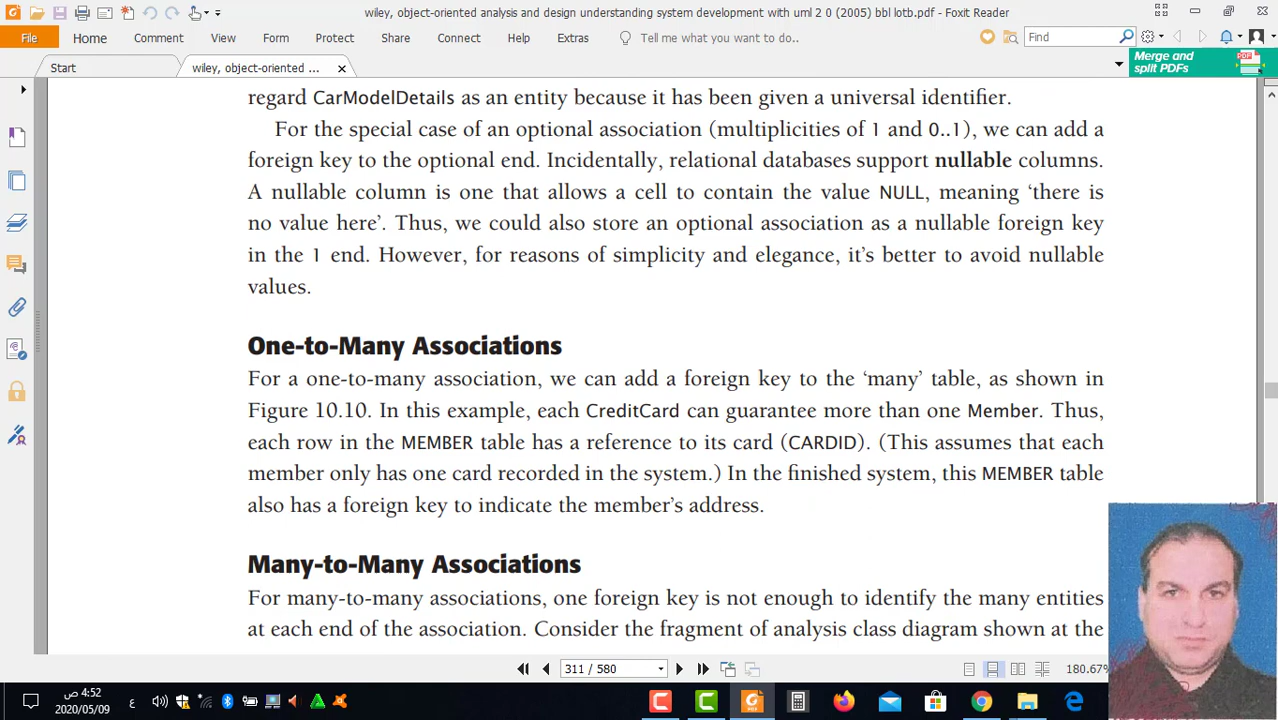 wiley, object-oriented analysis and design understanding system development with uml 2 0 (2005) bbl lotb.pdf - Foxit Reader
File Home Comment View Form Protect Share Connect Help Extras Tell me what you want to do.. Find
Start wiley, object-oriented ...
Merge and
split PDFs
regard CarModelDetails as an entity because it has been given a universal identifier.
For the special case of an optional association (multiplicities of 1 and 0..1), we can add a
foreign key to the optional end. Incidentally, relational databases support nullable columns.
A nullable column is one that allows a cell to contain the value NULL, meaning ‘there is
no value here’. Thus, we could also store an optional association as a nullable foreign key
in the 1 end. However, for reasons of simplicity and elegance, it’s better to avoid nullable
values.
One-to-Many Associations
For a one-to-many association, we can add a foreign key to the ‘many’ table, as shown in
Figure 10.10. In this example, each CreditCard can guarantee more than one Member. Thus,
each row in the MEMBER table has a reference to its card (CARDID). (This assumes that each
member only has one card recorded in the system.) In the finished system, this MEMBER table
also has a foreign key to indicate the member’s address.
Many-to-Many Associations
For many-to-many associations, one foreign key is not enough to identify the many entities
at each end of the association. Consider the fragment of analysis class diagram shown at the
311 / 580
180.67%
4:52 ص
2020/05/09
ع